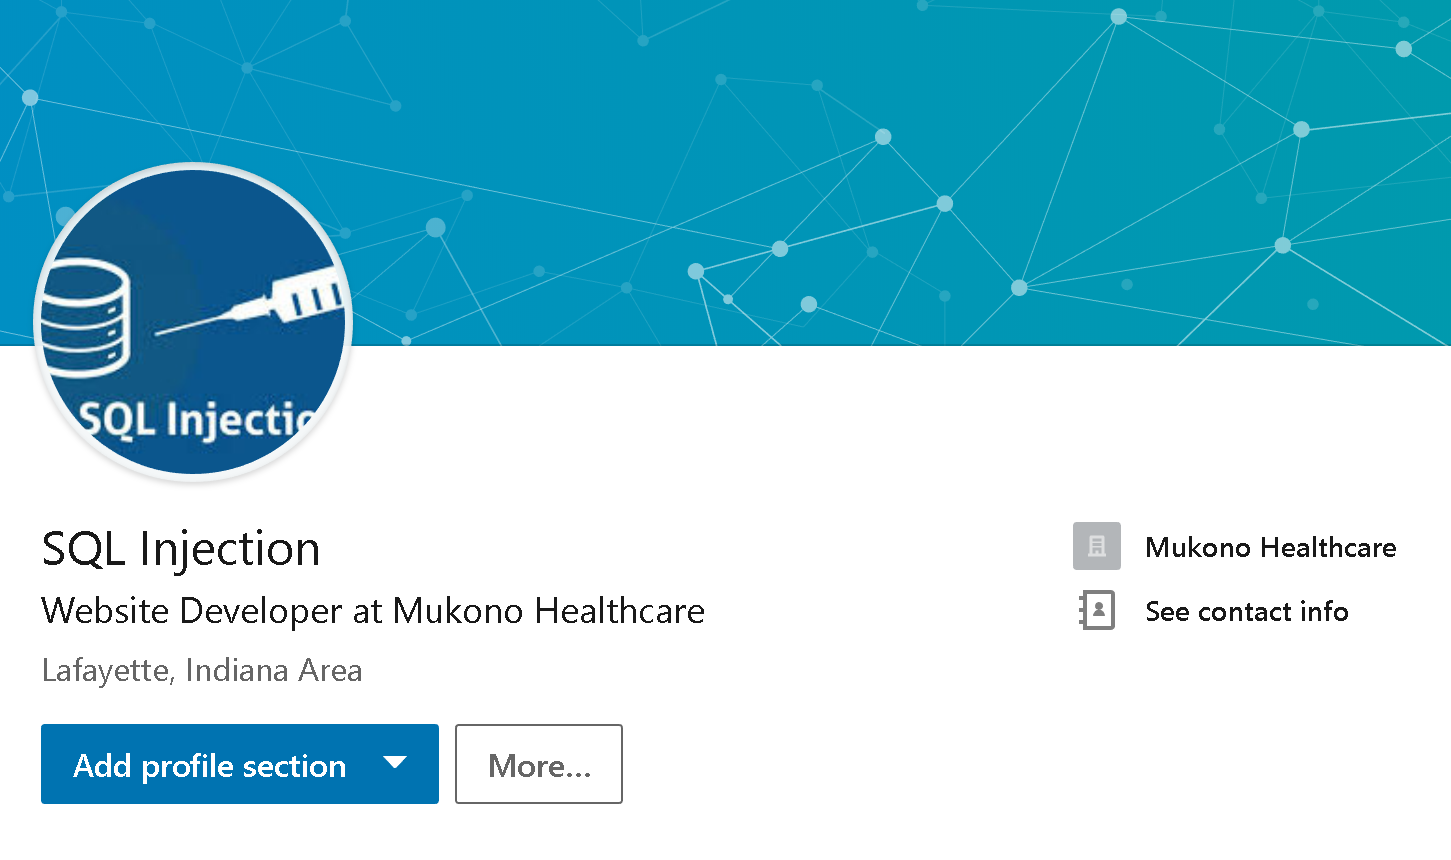 SQL Injectio
SQL Injection
Website Developer at Mukono Healthcare
Lafayette, Indiana Area
Add profile section
More...
Mukono Healthcare
See contact info